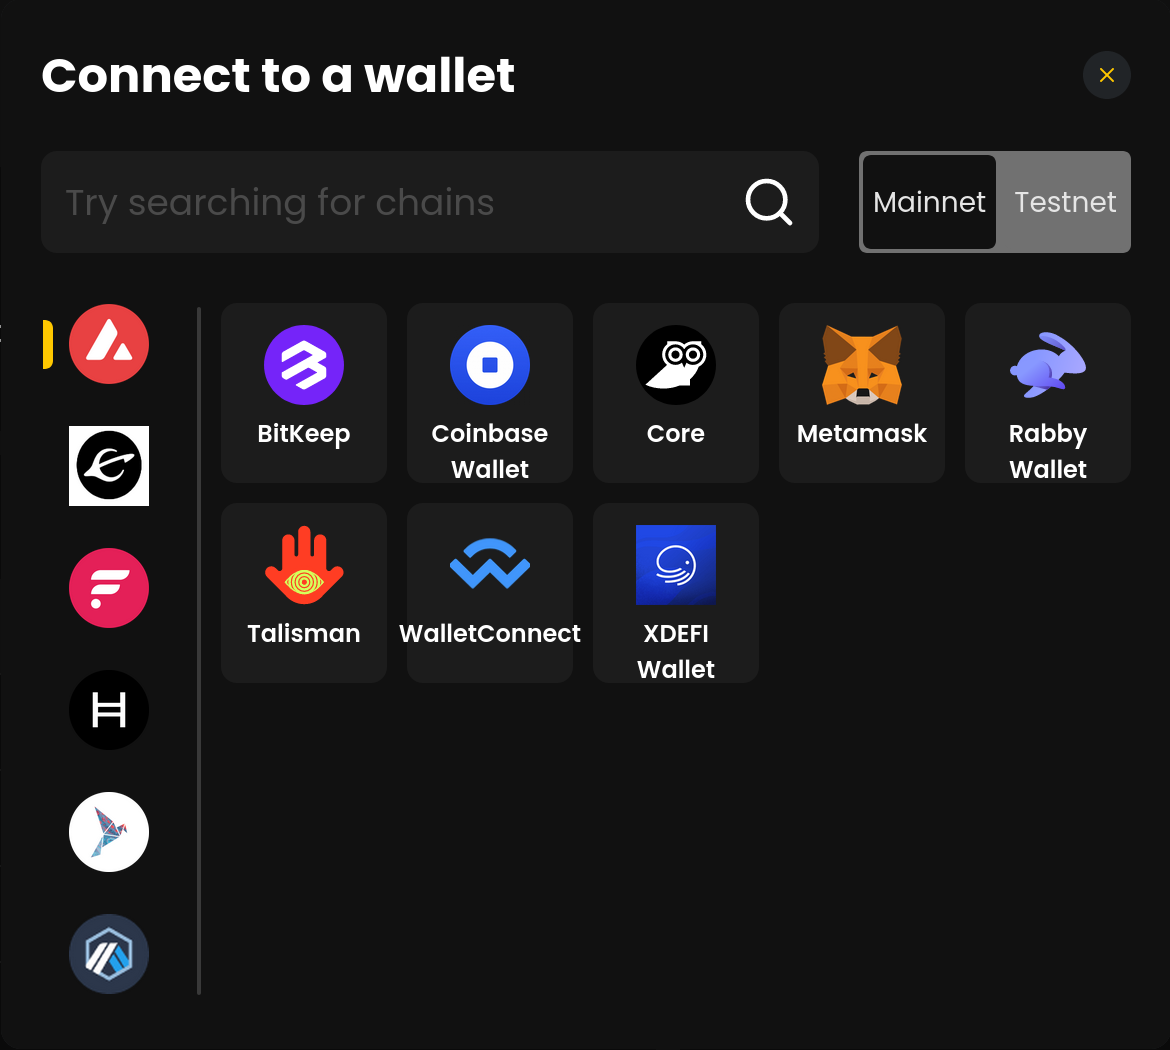 Connect to a wallet
Try searching for chains
Mainnet
Testnet
BitKeep
Coinbase
Wallet
Core
Metamask
Rabby
Wallet
Talisman
WalletConnect
XDEFI
Wallet